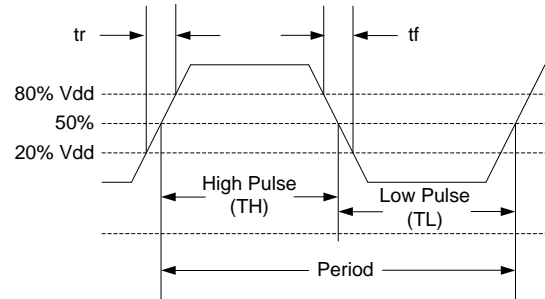 tr
tf
80% Vdd
50%
20% Vdd
High Pulse
(TH)
Low Pulse
(TL)
Period